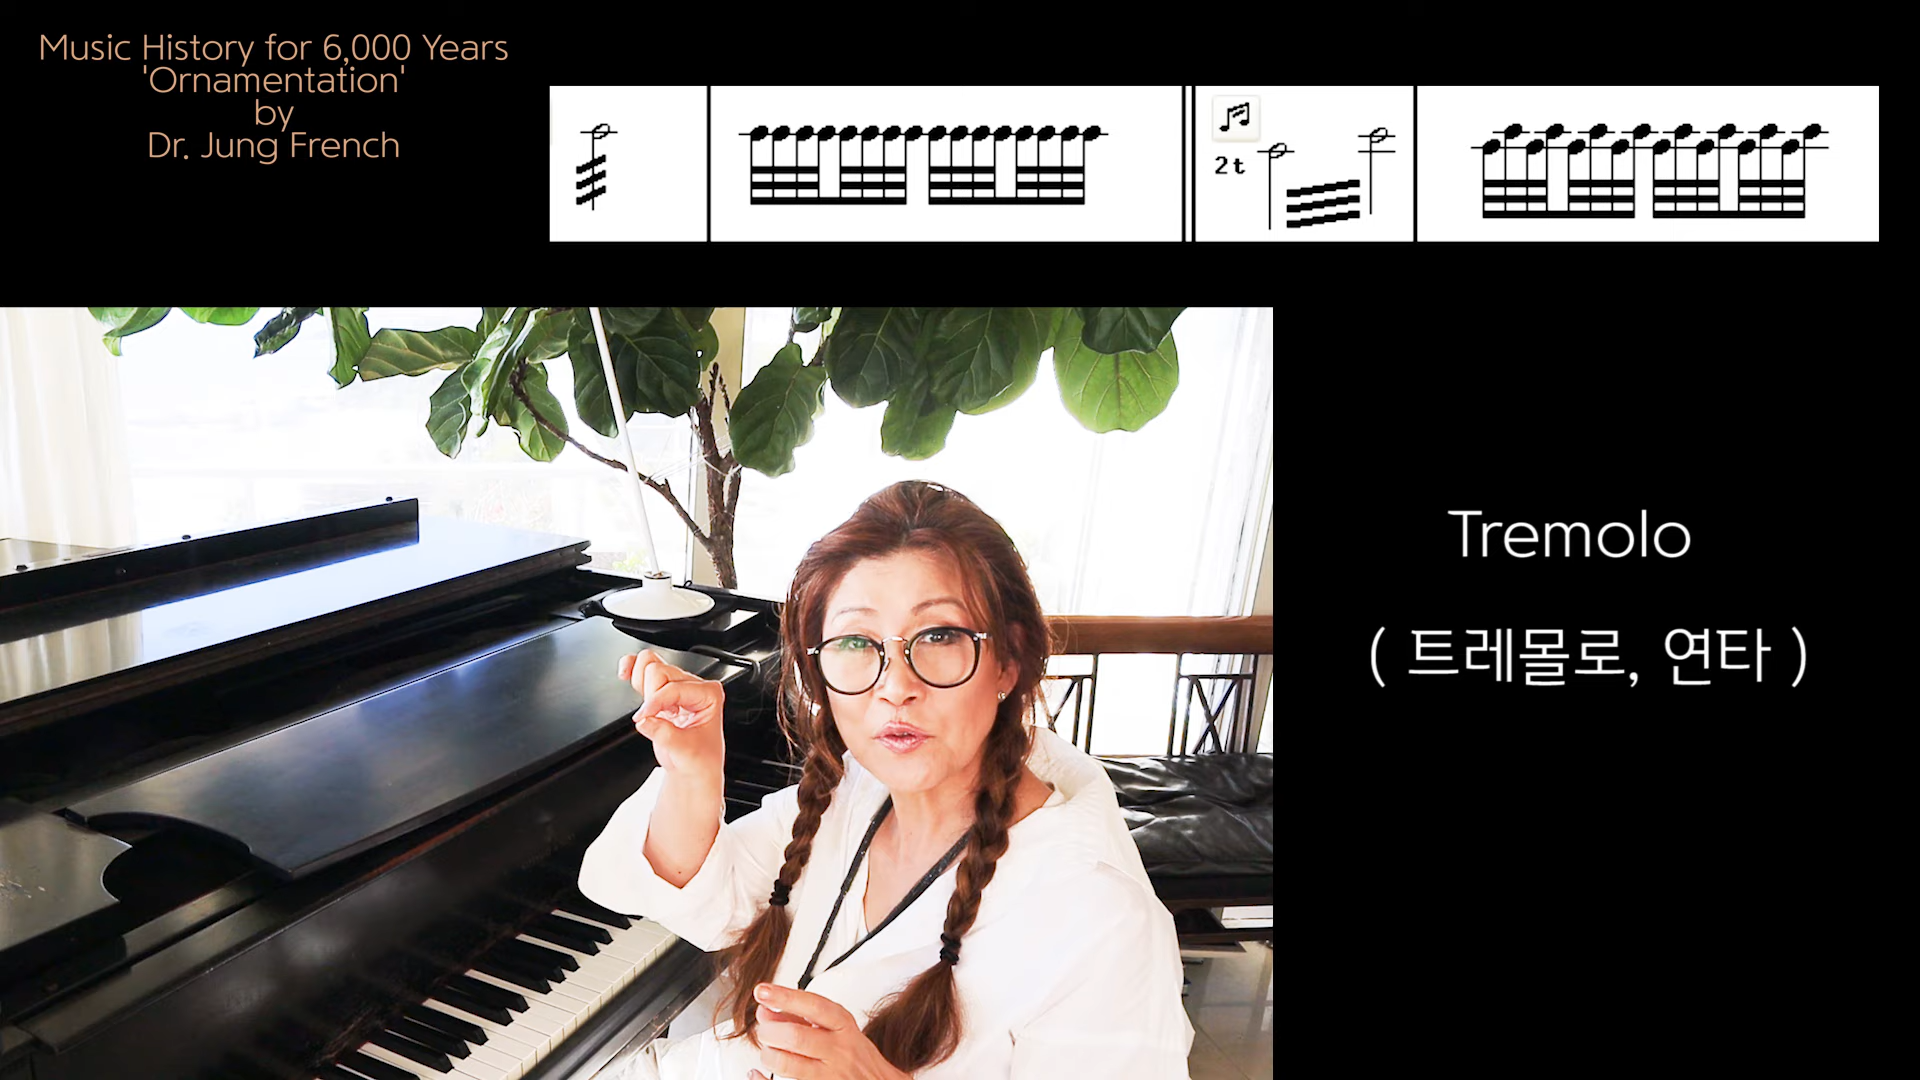 Music History for 6,000 Years
'Ornamentation'
by
Dr. Jung French
2t
Tremolo
( 트레몰로, 연타 )